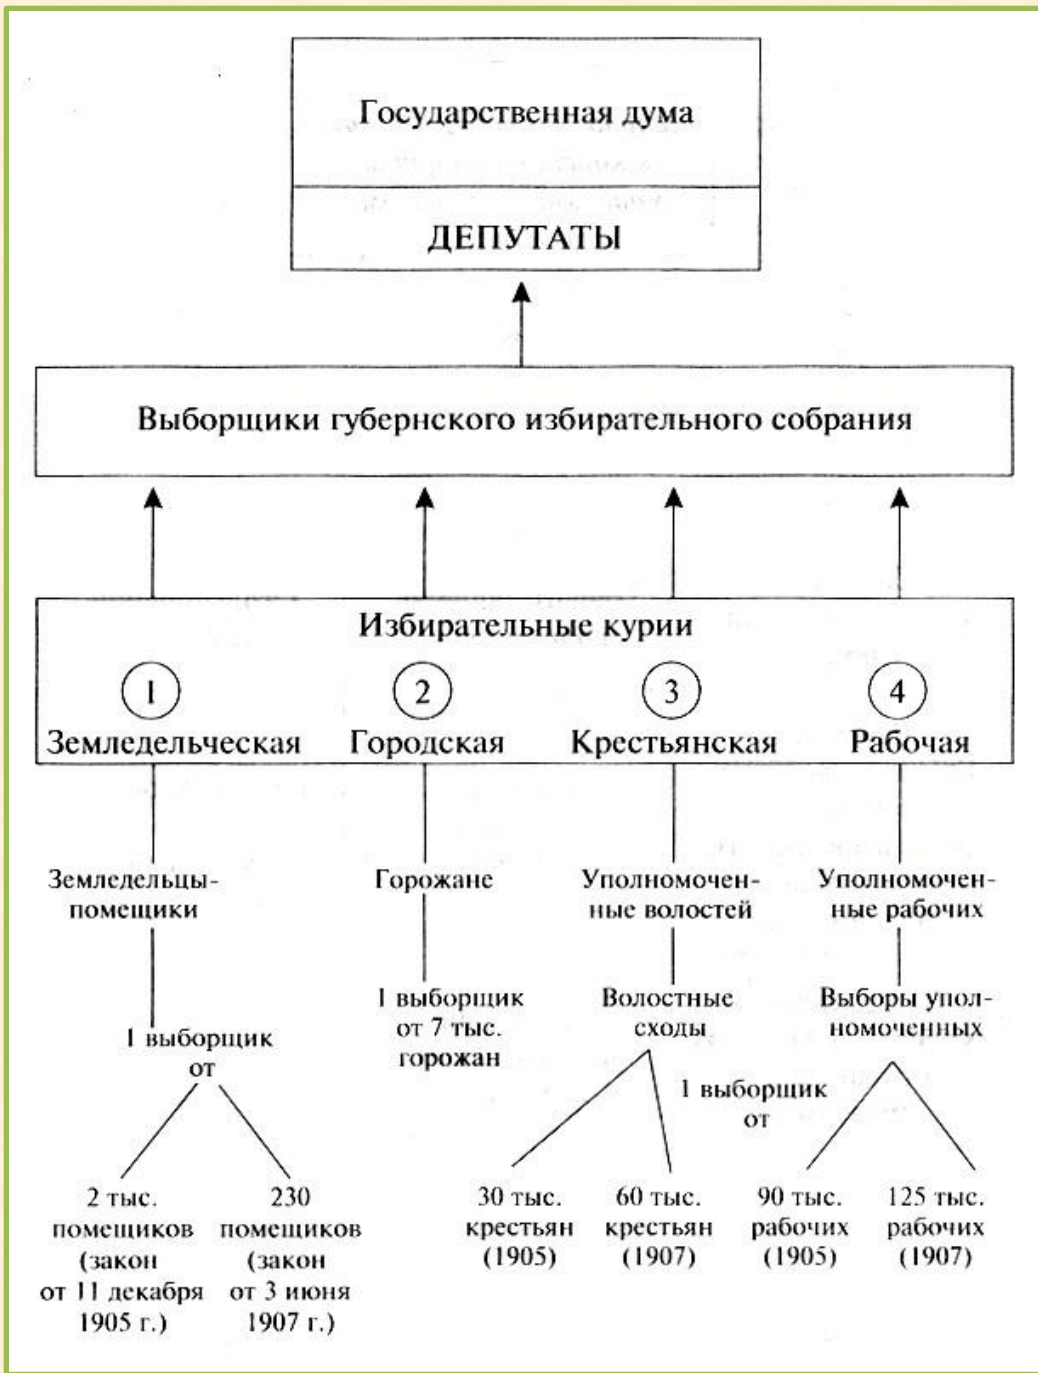 Государственная дума
ДЕПУТАТЫ
Выборщики губернского избирательного собрания
Избирательные курии
1
2
3
4
Земледельческая
Городская
Крестьянская
Рабочая
Земледельцы-
помещики
Горожане
Уполномочен-
ные волостей
Уполномочен-
ные рабочих
1 выборщик
от
1 выборщик
от 7 тыс.
горожан
Волостные
сходы
Выборы упол-
номоченных
1 выборщик
от
2 тыс.
помещиков
(закон
от 11 декабря
1905 г.)
230
помещиков
(закон
от 3 июня
1907 г.)
30 тыс.
крестьян
(1905)
60 тыс.
крестьян
(1907)
90 тыс.
рабочих
(1905)
125 тыс.
рабочих
(1907)